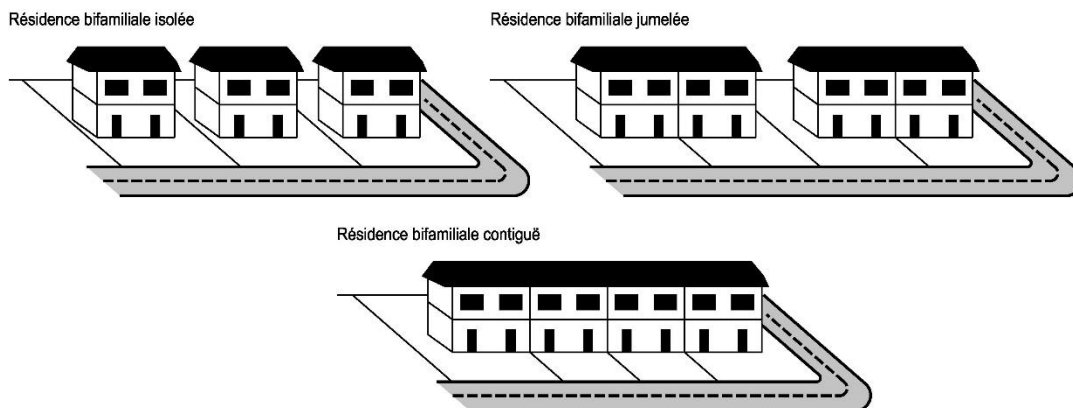 Résidence bifamiliale isolée
Résidence bifamiliale jumelée
Résidence bifamiliale contiguë